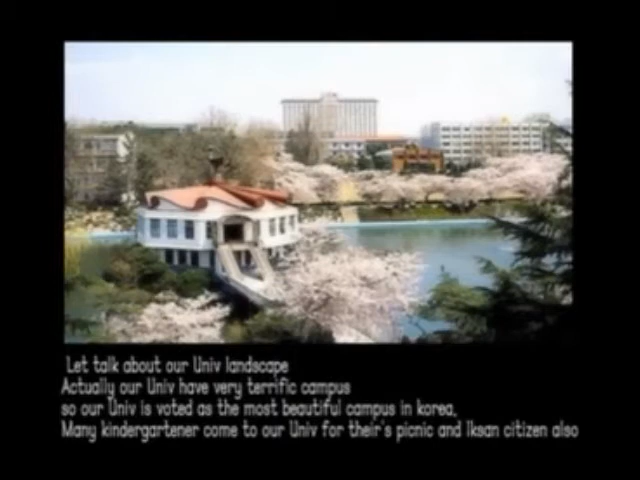 Let talk about our Univ landscape
Actually our Univ have very terrific campus
so our Univ is voted as the most beautiful campus in korea,
Many kindergartener come to our Univ for their's picnic and Iksan citizen also